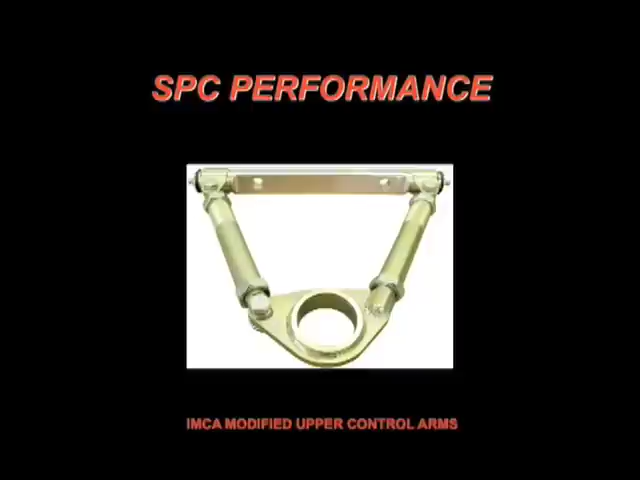 SPC PERFORMANCE
IMCA MODIFIED UPPER CONTROL ARMS